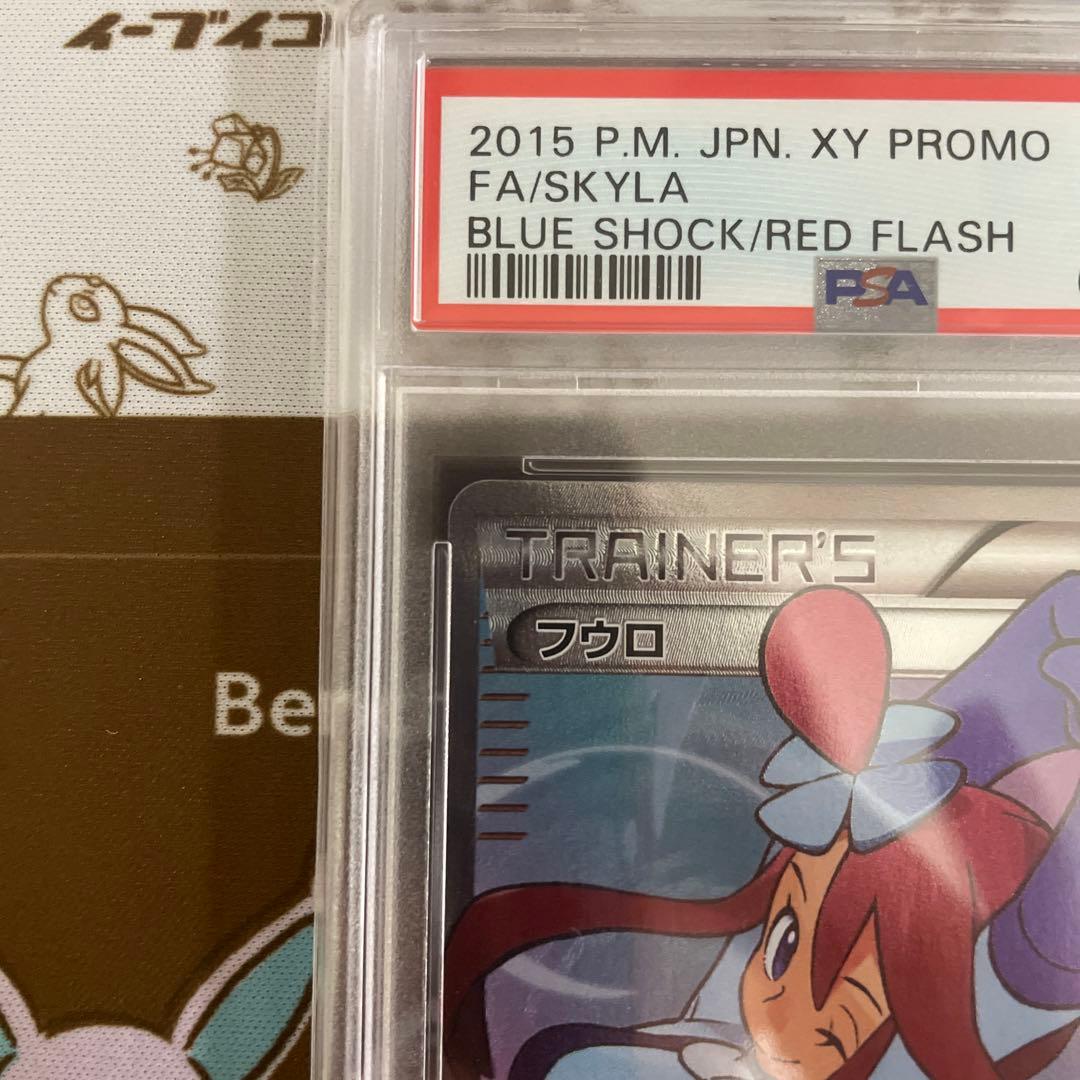 イーブイコ
2015 P.M. JPN. XY PROMO
FA/SKYLA
BLUE SHOCK/RED FLASH
PSA
TRAINER'S
フウロ
Be